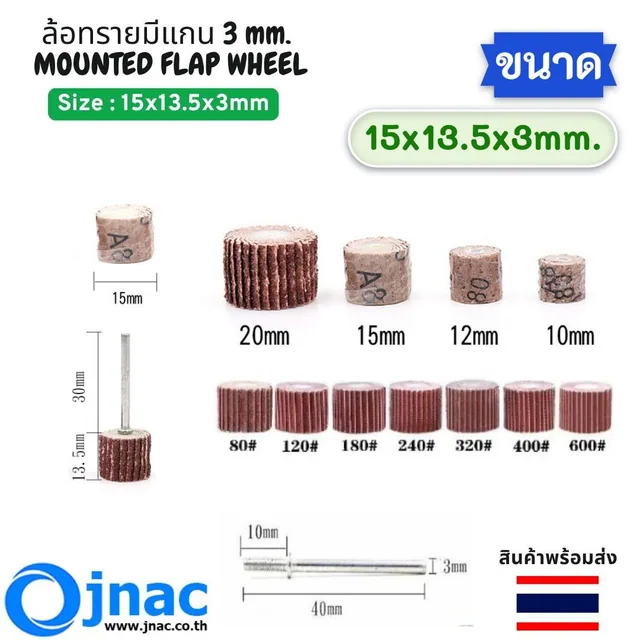 ล้อทรายมีแกน 3 mm.
MOUNTED FLAP WHEEL
Size : 15x13.5x3mm
ขนาด
15x13.5x3mm.
A8
15mm
20mm
A8
15mm
80
12mm
10mm
30mm
13.5mm
80# 120# 180# 240# 320# 400# 600#
10mm
3mm
40mm
jnac
www.jnac.co.th
สินค้าพร้อมส่ง